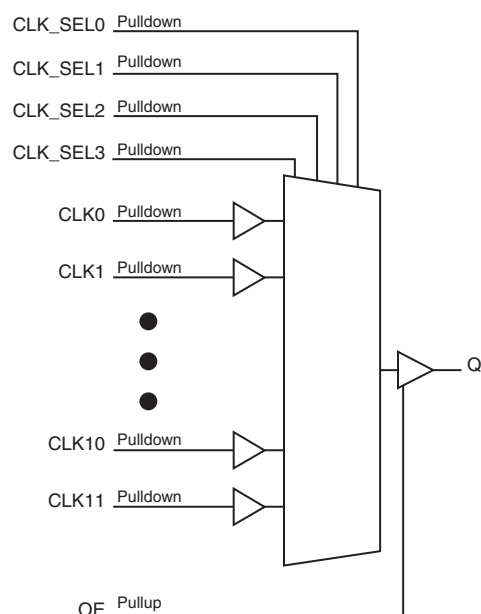 CLK_SEL0 Pulldown
CLK_SEL1 Pulldown
CLK_SEL2 Pulldown
CLK_SEL3 Pulldown
CLK0 Pulldown
CLK1 Pulldown
Q
CLK10 Pulldown
CLK11 Pulldown
OE Pullup